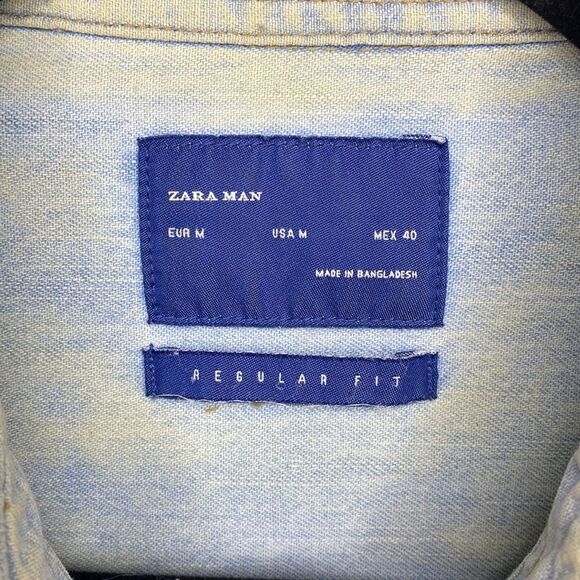 ZARA MAN
EUR M USA M MEX 40
MADE IN BANGLADESH
REGULAR FIT